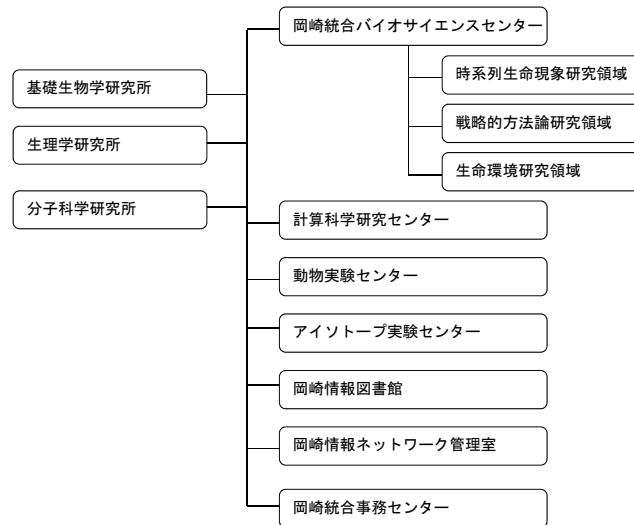 岡崎統合バイオサイエンスセンター
時系列生命現象研究領域
戦略的方法論研究領域
生命環境研究領域
基礎生物学研究所
生理学研究所
分子科学研究所
計算科学研究センター
動物実験センター
アイソトープ実験センター
岡崎情報図書館
岡崎情報ネットワーク管理室
岡崎統合事務センター